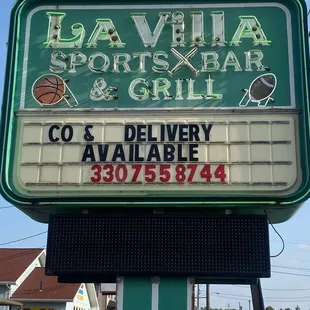 LA VILLA
SPORTS BAR
& GRILL
CO & DELIVERY
AVAILABLE
3307558744